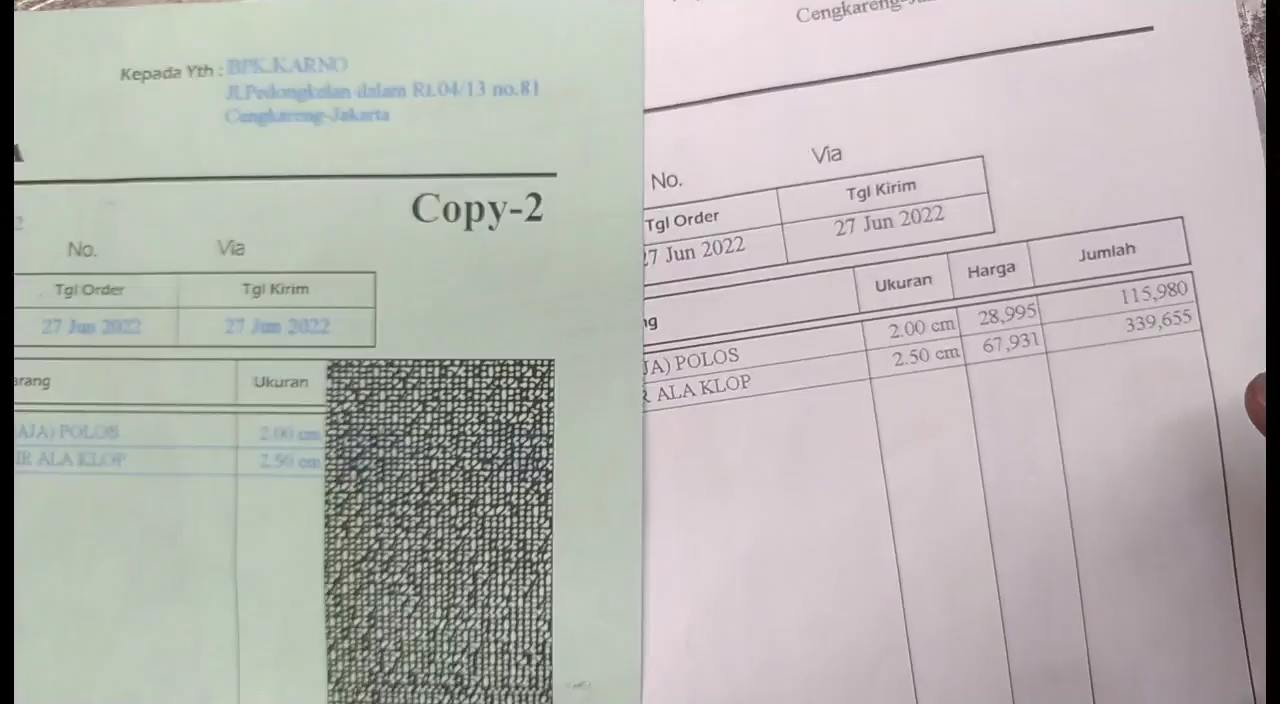 Kepada Yth : BPK.KARNO
Jl.Pedongkelan dalam Rt.04/13 no.81
Cengkareng-Jakarta
Copy-2
No. Via
Tgl Order Tgl Kirim
27 Jun 2022 27 Jun 2022
arang Ukuran
AJA) POLOS 2.00 cm
IR ALA KLOP 2.50 cm
Cengkareng-Ja
No. Via
Tgl Order Tgl Kirim
27 Jun 2022 27 Jun 2022
ng Ukuran Harga Jumlah
JA) POLOS 2.00 cm 28,995 115,980
R ALA KLOP 2.50 cm 67,931 339,655